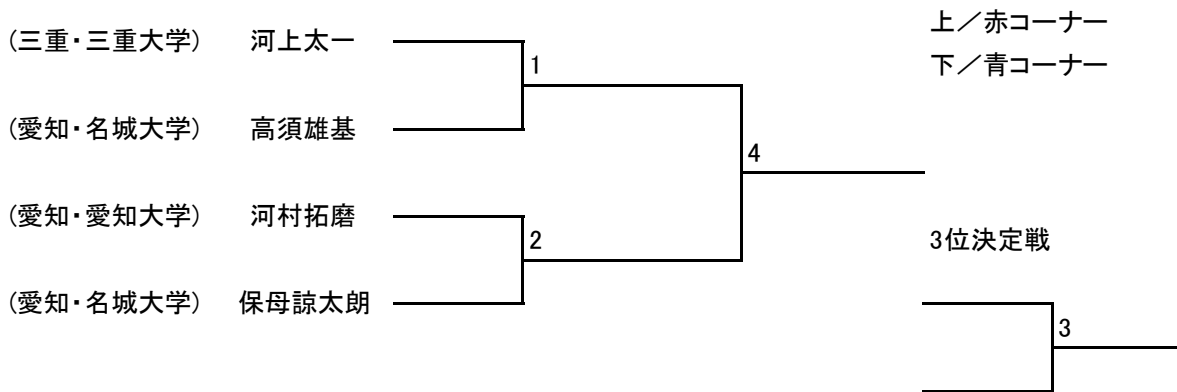 (三重・三重大学) 河上太一
上／赤コーナー
下／青コーナー
1
(愛知・名城大学) 高須雄基
4
(愛知・愛知大学) 河村拓磨
2
3位決定戦
(愛知・名城大学) 保母諒太朗
3